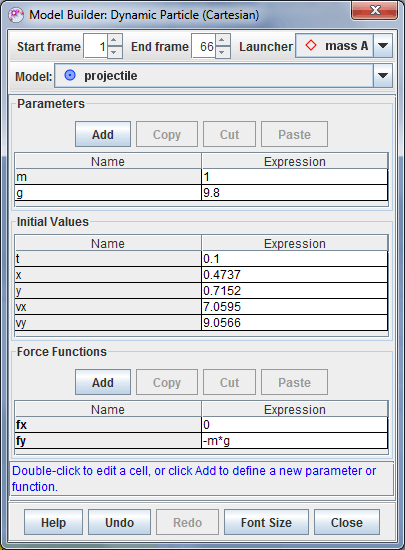 Model Builder: Dynamic Particle (Cartesian)
Start frame 1 End frame 66 Launcher mass A
Model: projectile
Parameters
Add Copy Cut Paste
Name Expression
m 1
g 9.8
Initial Values
Name Expression
t 0.1
x 0.4737
y 0.7152
vx 7.0595
vy 9.0566
Force Functions
Add Copy Cut Paste
Name Expression
fx 0
fy -m*g
Double-click to edit a cell, or click Add to define a new parameter or
function.
Help Undo Redo Font Size Close